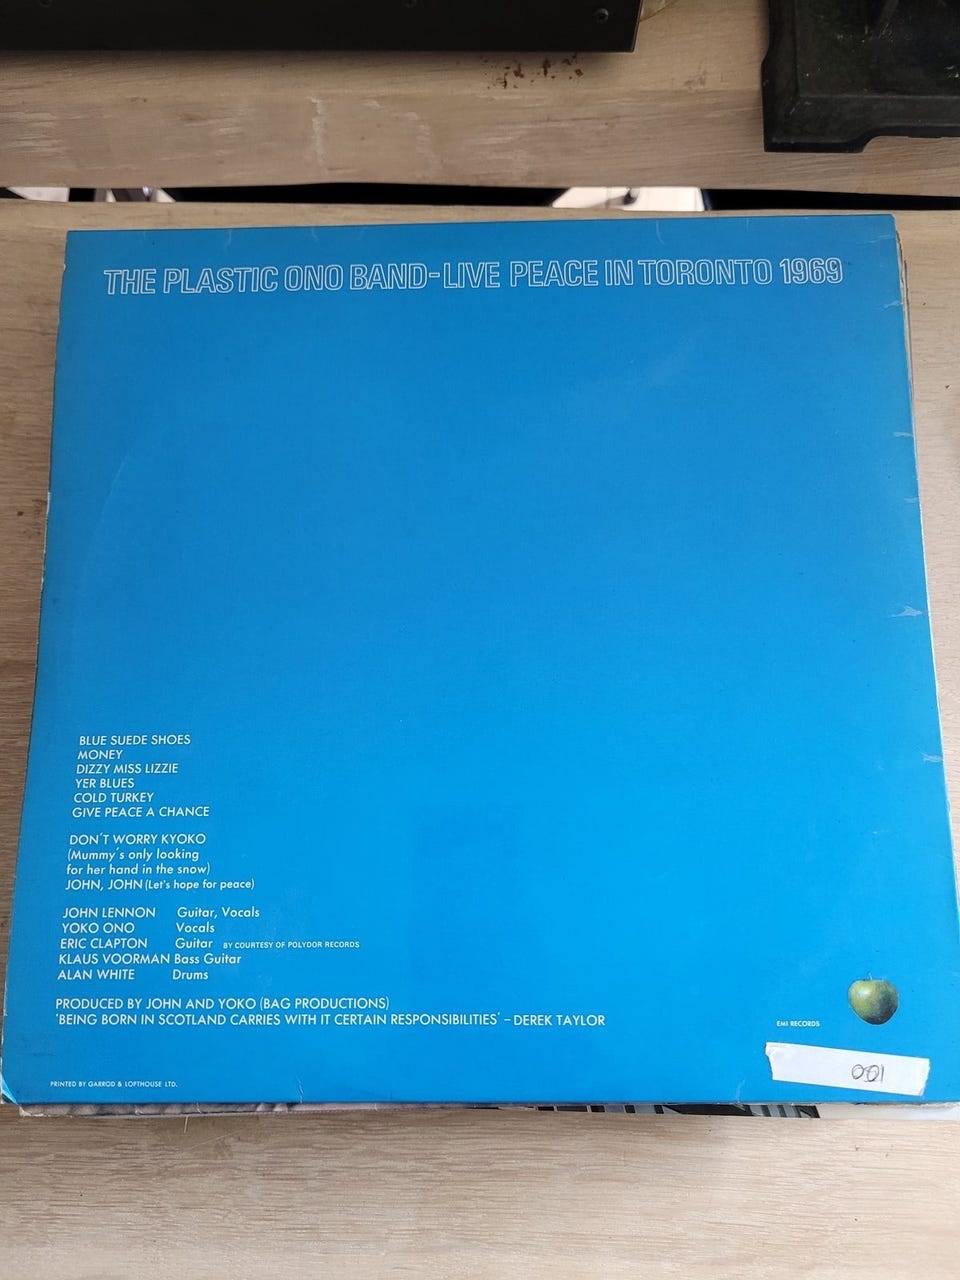 THE PLASTIC ONO BAND-LIVE PEACE IN TORONTO 1969
BLUE SUEDE SHOES
MONEY
DIZZY MISS LIZZIE
YER BLUES
COLD TURKEY
GIVE PEACE A CHANCE
DON'T WORRY KYOKO
(Mummy's only looking
for her hand in the snow)
JOHN, JOHN (Let's hope for peace)
JOHN LENNON Guitar, Vocals
YOKO ONO Vocals
ERIC CLAPTON Guitar BY COURTESY OF POLYDOR RECORDS
KLAUS VOORMAN Bass Guitar
ALAN WHITE Drums
PRODUCED BY JOHN AND YOKO (BAG PRODUCTIONS)
'BEING BORN IN SCOTLAND CARRIES WITH IT CERTAIN RESPONSIBILITIES' – DEREK TAYLOR
EMI RECORDS
001
PRINTED BY GARROD & LOFTHOUSE LTD.